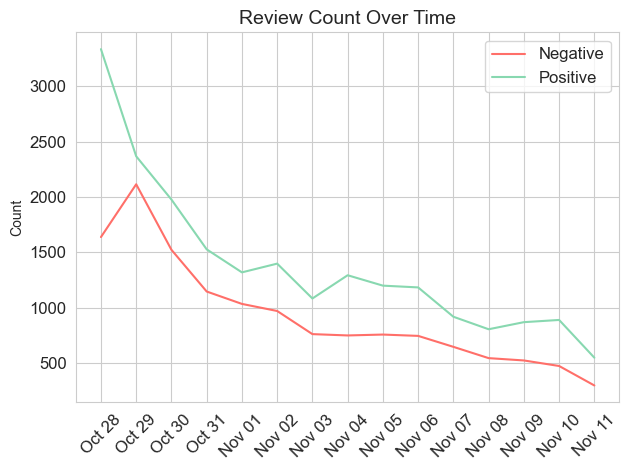 Review Count Over Time
Negative
Positive
3000
2500
2000
1500
1000
500
Count
Oct 28
Oct 29
Oct 30
Oct 31
Nov 01
Nov 02
Nov 03
Nov 04
Nov 05
Nov 06
Nov 07
Nov 08
Nov 09
Nov 10
Nov 11